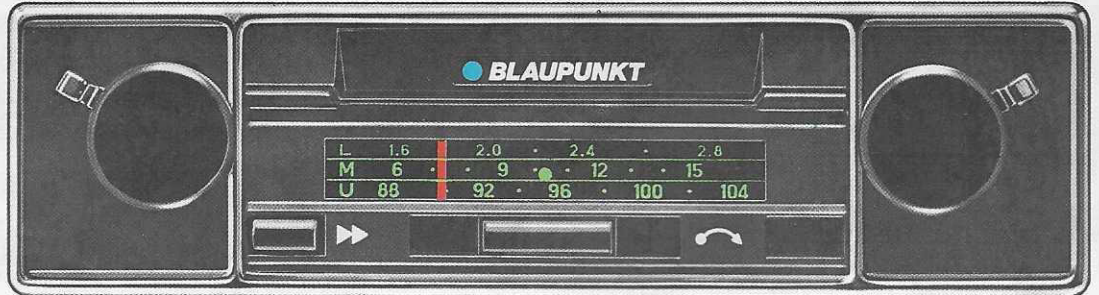 BLAUPUNKT
L 1.6 2.0 · 2.4 · 2.8
M 6 · · 9 · · 12 · · 15
U 88 · 92 · 96 · 100 · 104